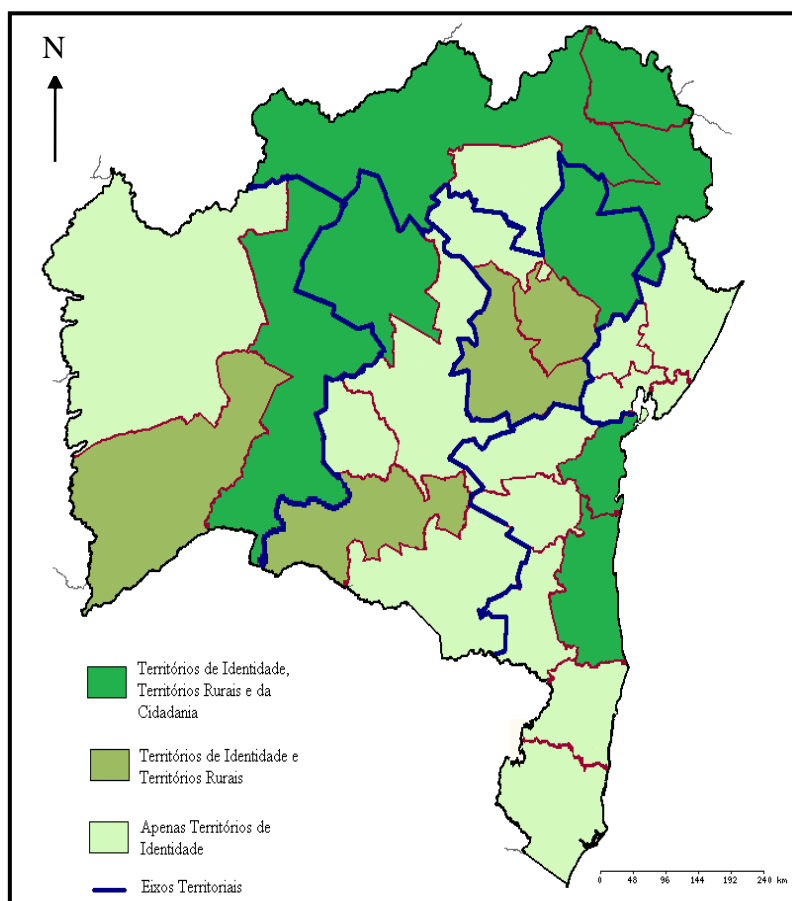 N
Territórios de Identidade,
Territórios Rurais e da
Cidadania
Territórios de Identidade e
Territórios Rurais
Apenas Territórios de
Identidade
Eixos Territoriais
0 48 96 144 192 240 km